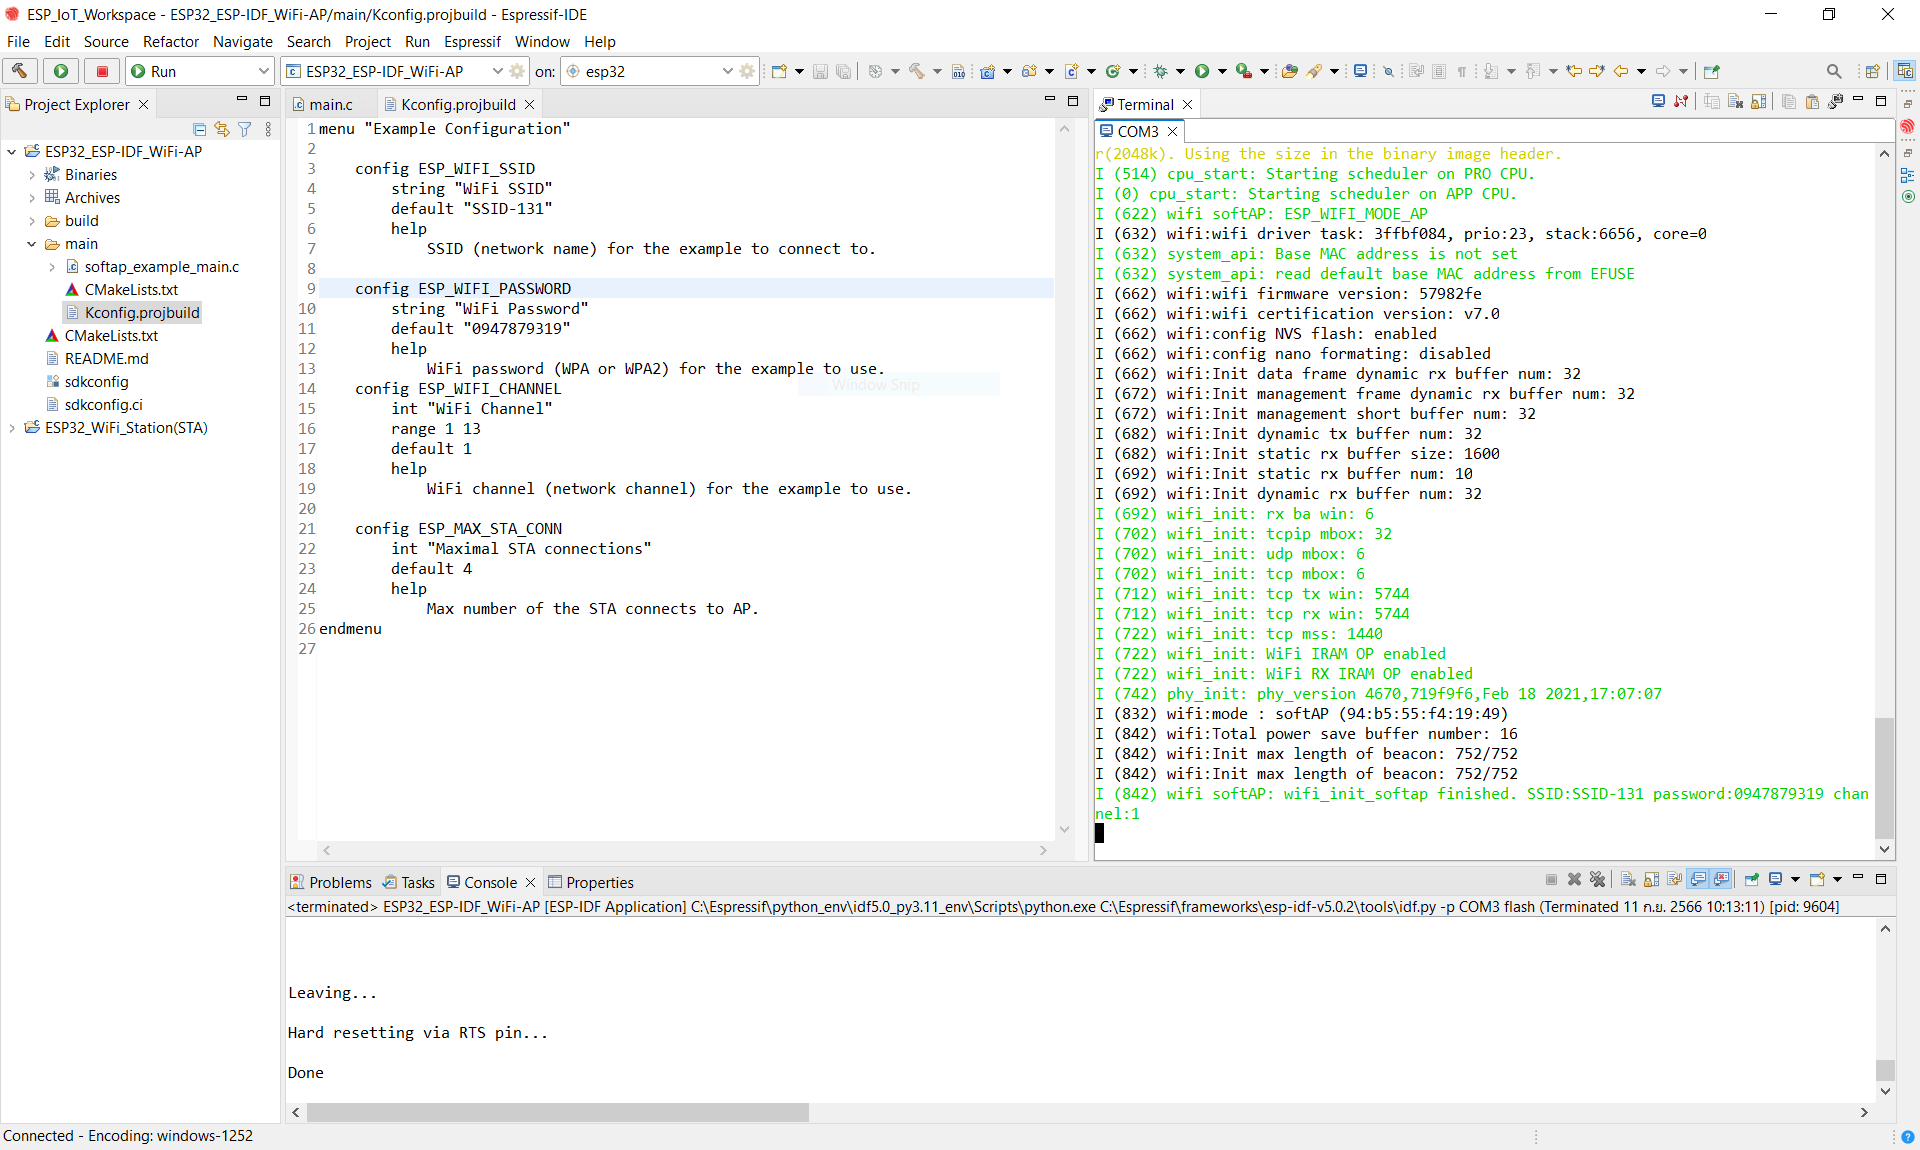 ESP_IoT_Workspace - ESP32_ESP-IDF_WiFi-AP/main/Kconfig.projbuild - Espressif-IDE
File Edit Source Refactor Navigate Search Project Run Espressif Window Help
Run ESP32_ESP-IDF_WiFi-AP on: esp32
Project Explorer
ESP32_ESP-IDF_WiFi-AP
Binaries
Archives
build
main
softap_example_main.c
CMakeLists.txt
Kconfig.projbuild
CMakeLists.txt
README.md
sdkconfig
sdkconfig.ci
ESP32_WiFi_Station(STA)
main.c Kconfig.projbuild
1 menu "Example Configuration"
2
3 config ESP_WIFI_SSID
4 string "WiFi SSID"
5 default "SSID-131"
6 help
7 SSID (network name) for the example to connect to.
8
9 config ESP_WIFI_PASSWORD
10 string "WiFi Password"
11 default "0947879319"
12 help
13 WiFi password (WPA or WPA2) for the example to use.
Window Snip
14 config ESP_WIFI_CHANNEL
15 int "WiFi Channel"
16 range 1 13
17 default 1
18 help
19 WiFi channel (network channel) for the example to use.
20
21 config ESP_MAX_STA_CONN
22 int "Maximal STA connections"
23 default 4
24 help
25 Max number of the STA connects to AP.
26 endmenu
27
Terminal
COM3
r(2048k). Using the size in the binary image header.
I (514) cpu_start: Starting scheduler on PRO CPU.
I (0) cpu_start: Starting scheduler on APP CPU.
I (622) wifi softAP: ESP_WIFI_MODE_AP
I (632) wifi:wifi driver task: 3ffbf084, prio:23, stack:6656, core=0
I (632) system_api: Base MAC address is not set
I (632) system_api: read default base MAC address from EFUSE
I (662) wifi:wifi firmware version: 57982fe
I (662) wifi:wifi certification version: v7.0
I (662) wifi:config NVS flash: enabled
I (662) wifi:config nano formating: disabled
I (662) wifi:Init data frame dynamic rx buffer num: 32
I (672) wifi:Init management frame dynamic rx buffer num: 32
I (672) wifi:Init management short buffer num: 32
I (682) wifi:Init dynamic tx buffer num: 32
I (682) wifi:Init static rx buffer size: 1600
I (692) wifi:Init static rx buffer num: 10
I (692) wifi:Init dynamic rx buffer num: 32
I (692) wifi_init: rx ba win: 6
I (702) wifi_init: tcpip mbox: 32
I (702) wifi_init: udp mbox: 6
I (702) wifi_init: tcp mbox: 6
I (712) wifi_init: tcp tx win: 5744
I (712) wifi_init: tcp rx win: 5744
I (722) wifi_init: tcp mss: 1440
I (722) wifi_init: WiFi IRAM OP enabled
I (722) wifi_init: WiFi RX IRAM OP enabled
I (742) phy_init: phy_version 4670,719f9f6,Feb 18 2021,17:07:07
I (832) wifi:mode : softAP (94:b5:55:f4:19:49)
I (842) wifi:Total power save buffer number: 16
I (842) wifi:Init max length of beacon: 752/752
I (842) wifi:Init max length of beacon: 752/752
I (842) wifi softAP: wifi_init_softap finished. SSID:SSID-131 password:0947879319 chan
nel:1
Problems Tasks Console Properties
<terminated> ESP32_ESP-IDF_WiFi-AP [ESP-IDF Application] C:\Espressif\python_env\idf5.0_py3.11_env\Scripts\python.exe C:\Espressif\frameworks\esp-idf-v5.0.2\tools\idf.py -p COM3 flash (Terminated 11 ก.ย. 2566 10:13:11) [pid: 9604]
Leaving...
Hard resetting via RTS pin...
Done
Connected - Encoding: windows-1252